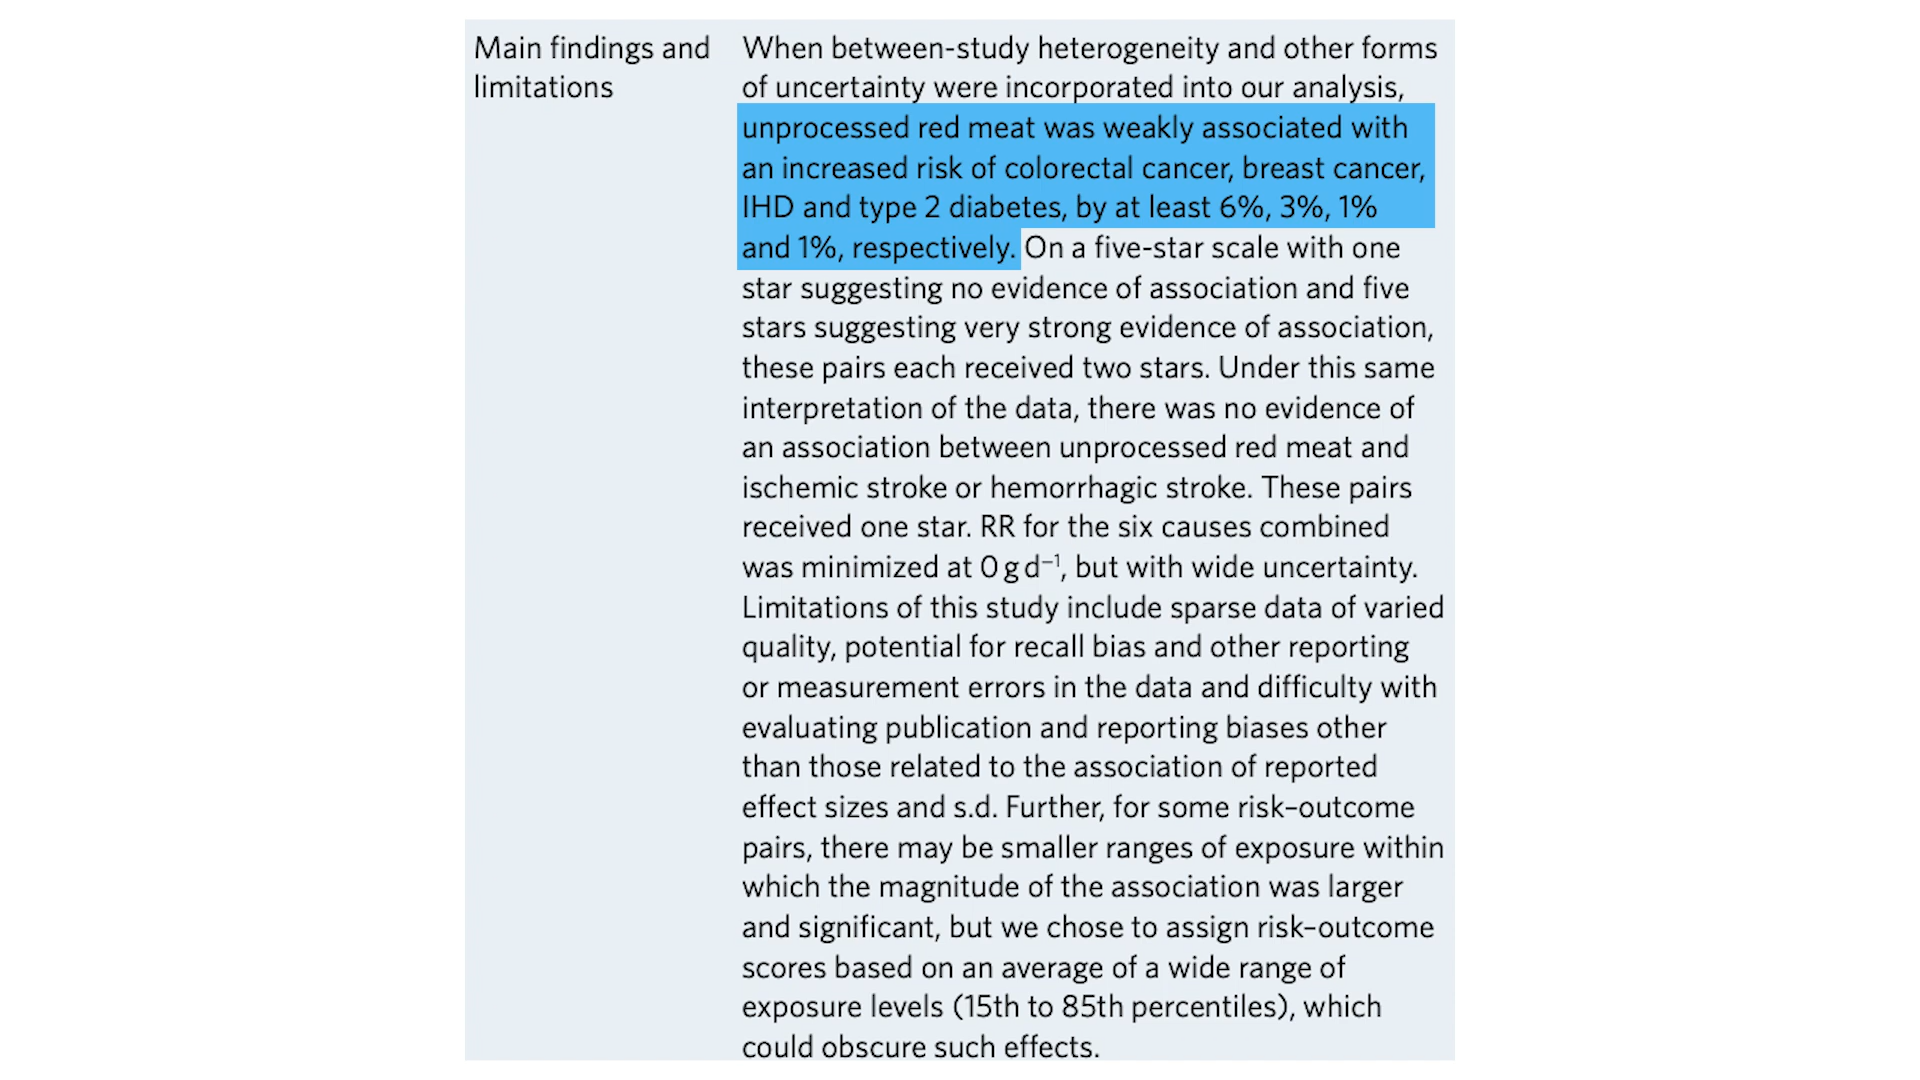 Main findings and
limitations
When between-study heterogeneity and other forms
of uncertainty were incorporated into our analysis,
unprocessed red meat was weakly associated with
an increased risk of colorectal cancer, breast cancer,
IHD and type 2 diabetes, by at least 6%, 3%, 1%
and 1%, respectively. On a five-star scale with one
star suggesting no evidence of association and five
stars suggesting very strong evidence of association,
these pairs each received two stars. Under this same
interpretation of the data, there was no evidence of
an association between unprocessed red meat and
ischemic stroke or hemorrhagic stroke. These pairs
received one star. RR for the six causes combined
was minimized at 0 g d⁻¹, but with wide uncertainty.
Limitations of this study include sparse data of varied
quality, potential for recall bias and other reporting
or measurement errors in the data and difficulty with
evaluating publication and reporting biases other
than those related to the association of reported
effect sizes and s.d. Further, for some risk–outcome
pairs, there may be smaller ranges of exposure within
which the magnitude of the association was larger
and significant, but we chose to assign risk–outcome
scores based on an average of a wide range of
exposure levels (15th to 85th percentiles), which
could obscure such effects.